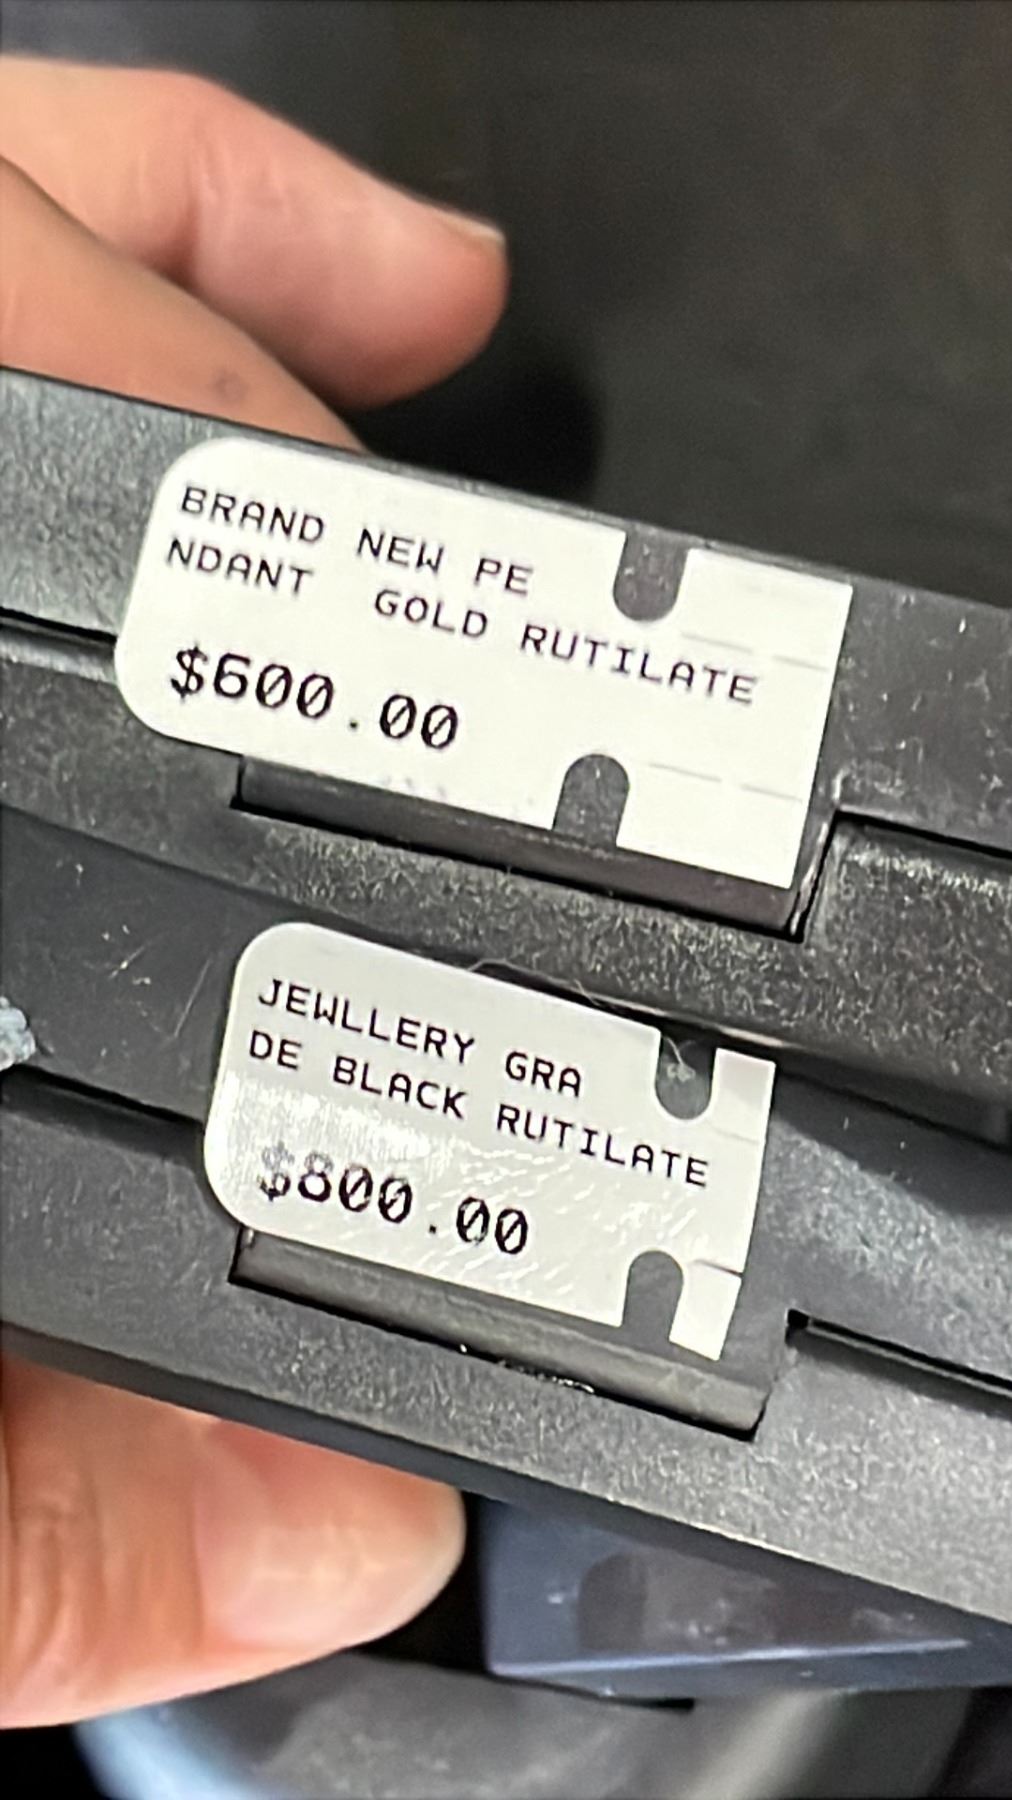 BRAND NEW PE
NDANT GOLD RUTILATE
$600.00
JEWLLERY GRA
DE BLACK RUTILATE
$800.00